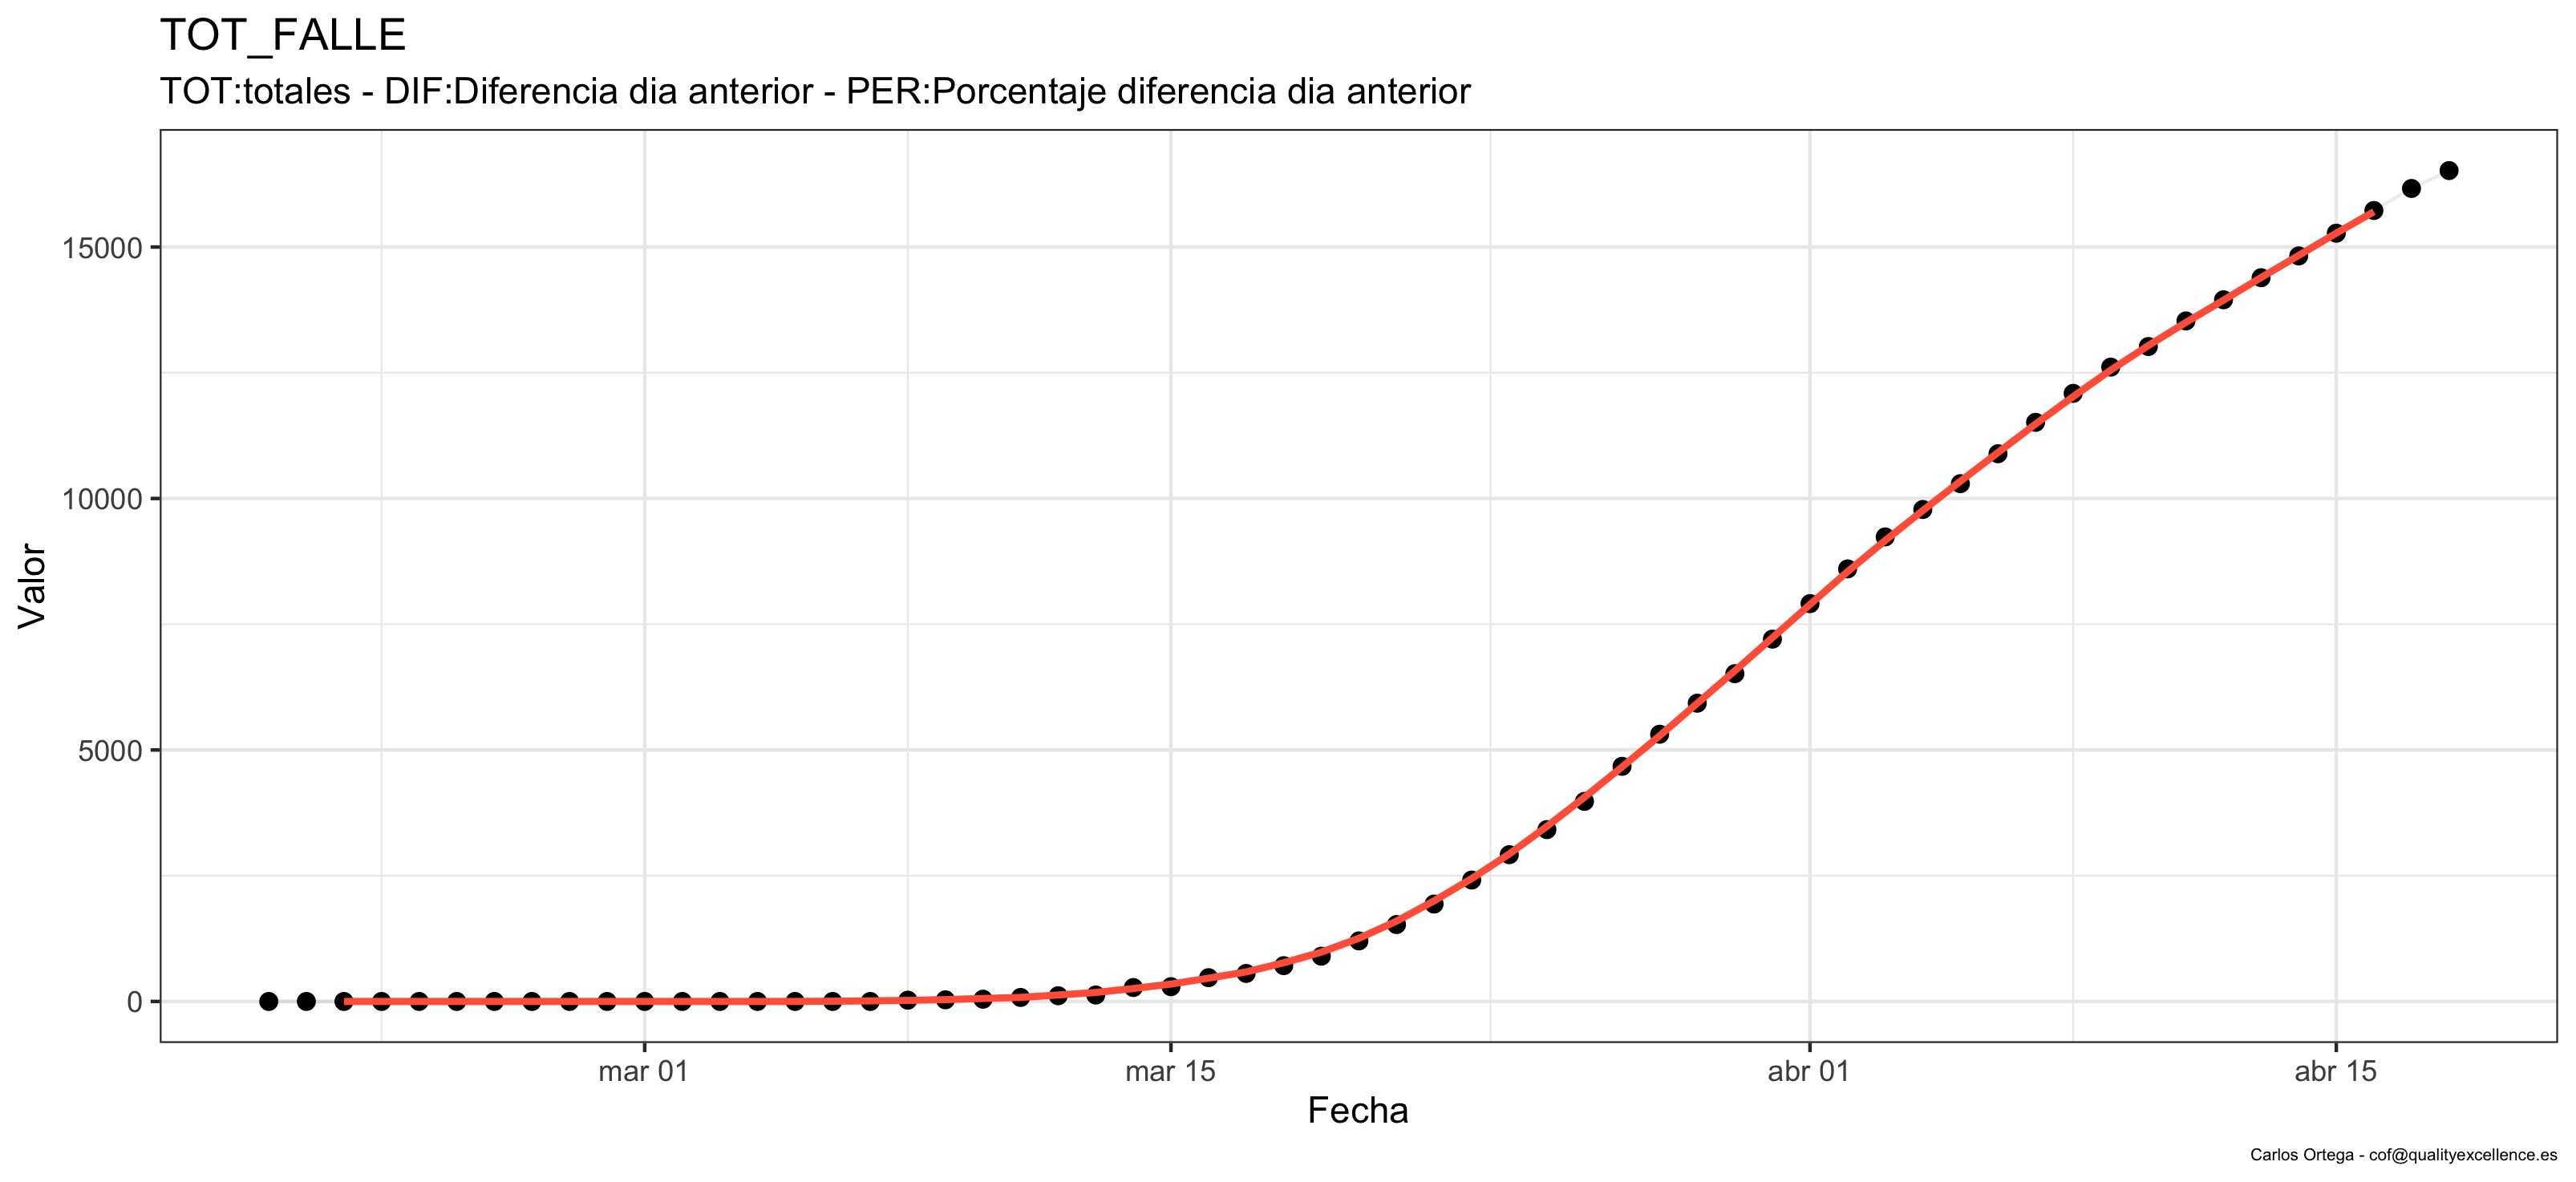 TOT_FALLE
TOT:totales - DIF:Diferencia dia anterior - PER:Porcentaje diferencia dia anterior
Valor
15000
10000
5000
0
mar 01
mar 15
abr 01
abr 15
Fecha
Carlos Ortega - cof@qualityexcellence.es